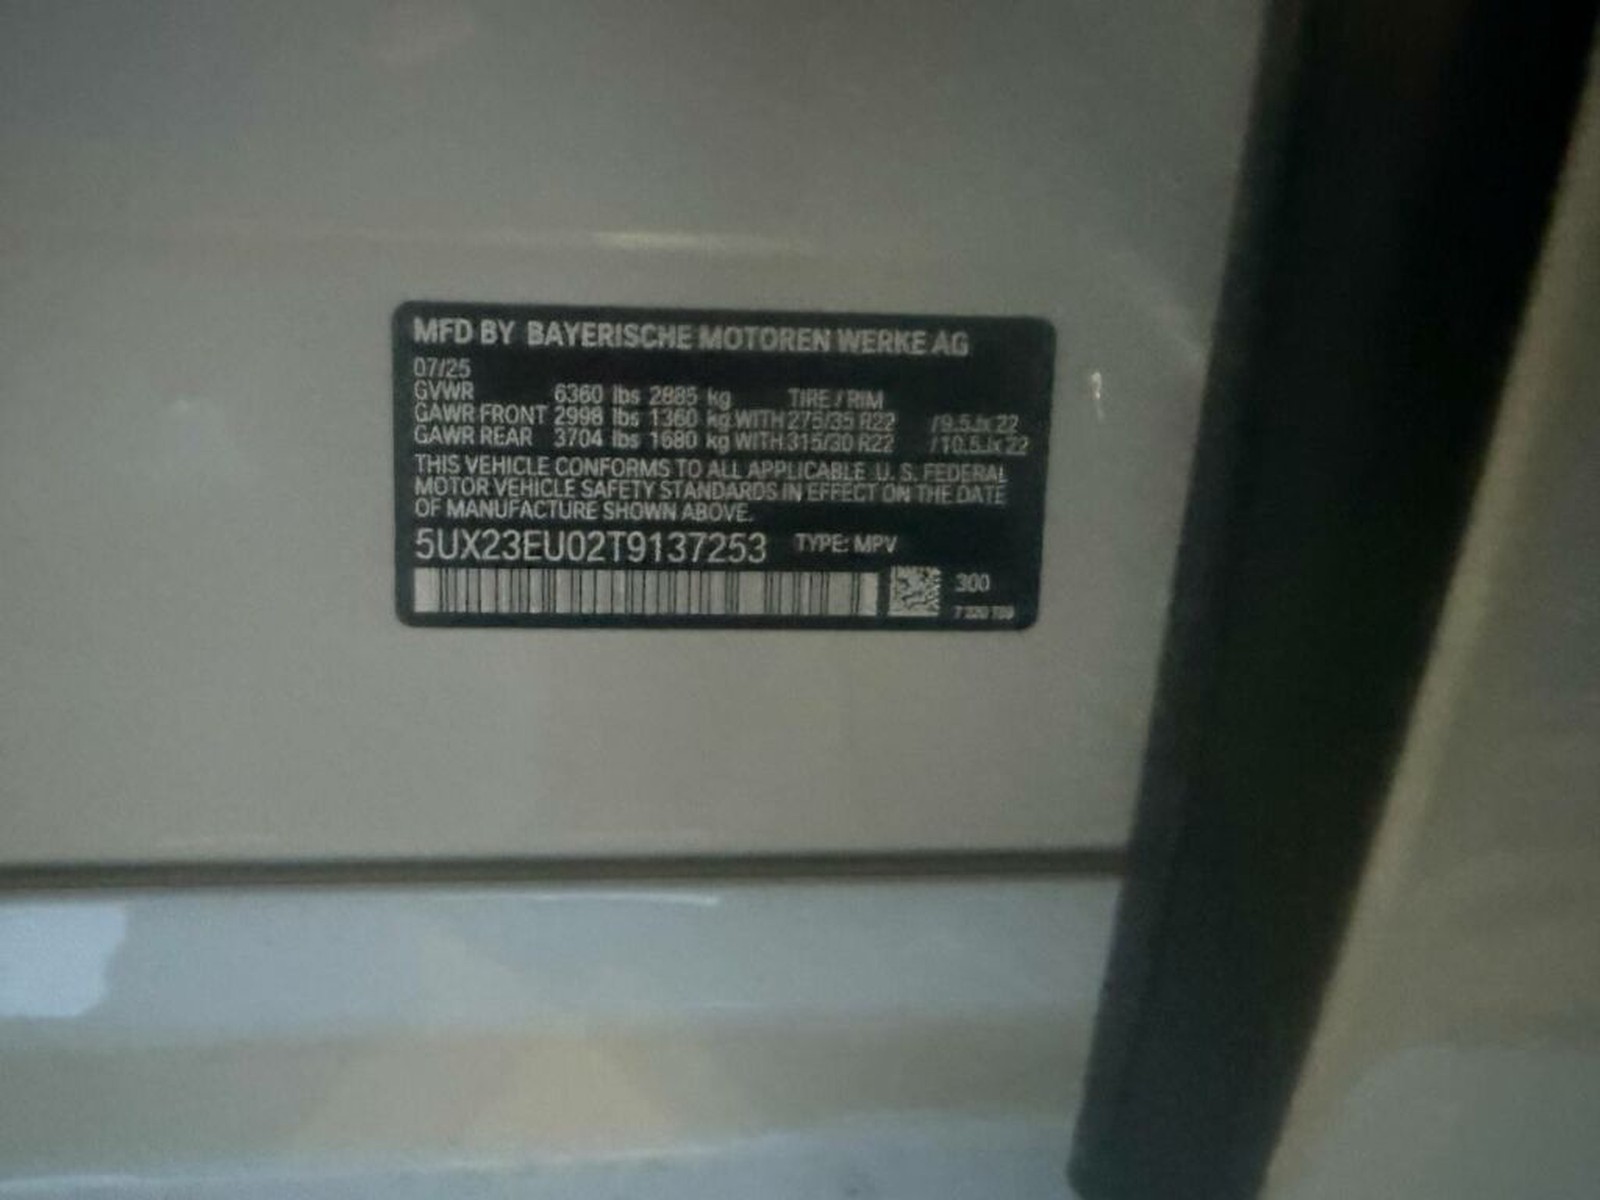 MFD BY BAYERISCHE MOTOREN WERKE AG
07/25
GVWR 6360 lbs 2885 kg TIRE / RIM
GAWR FRONT 2998 lbs 1360 kg WITH 275/35 R22 /9.5Jx22
GAWR REAR 3704 lbs 1680 kg WITH 315/30 R22 /10.5Jx22
THIS VEHICLE CONFORMS TO ALL APPLICABLE U. S. FEDERAL
MOTOR VEHICLE SAFETY STANDARDS IN EFFECT ON THE DATE
OF MANUFACTURE SHOWN ABOVE.
5UX23EU02T9137253 TYPE: MPV
300